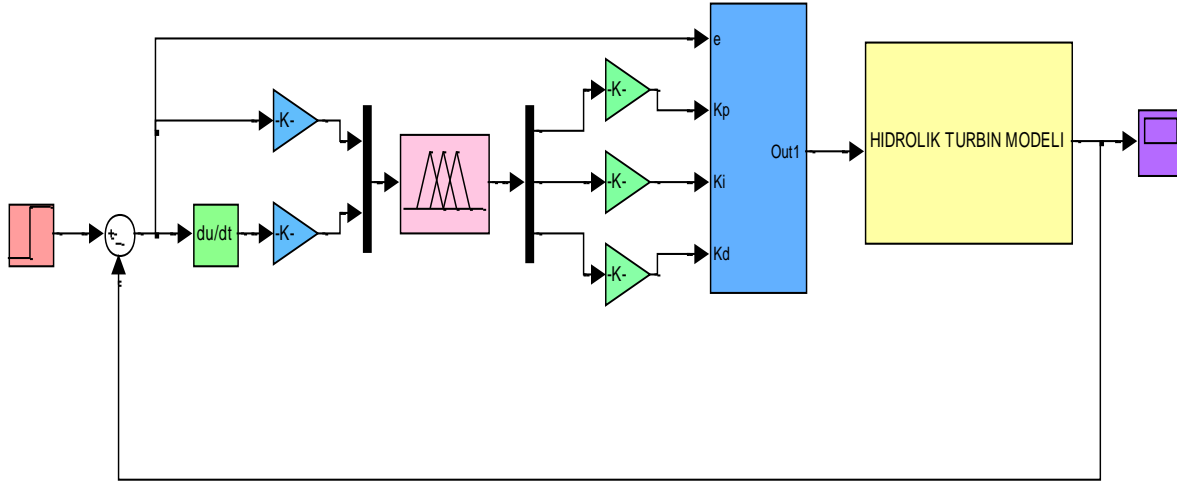 e
-K-
Kp
-K-
Out1
HIDROLIK TURBIN MODELI
-K-
Ki
+
-
du/dt
-K-
Kd
-K-